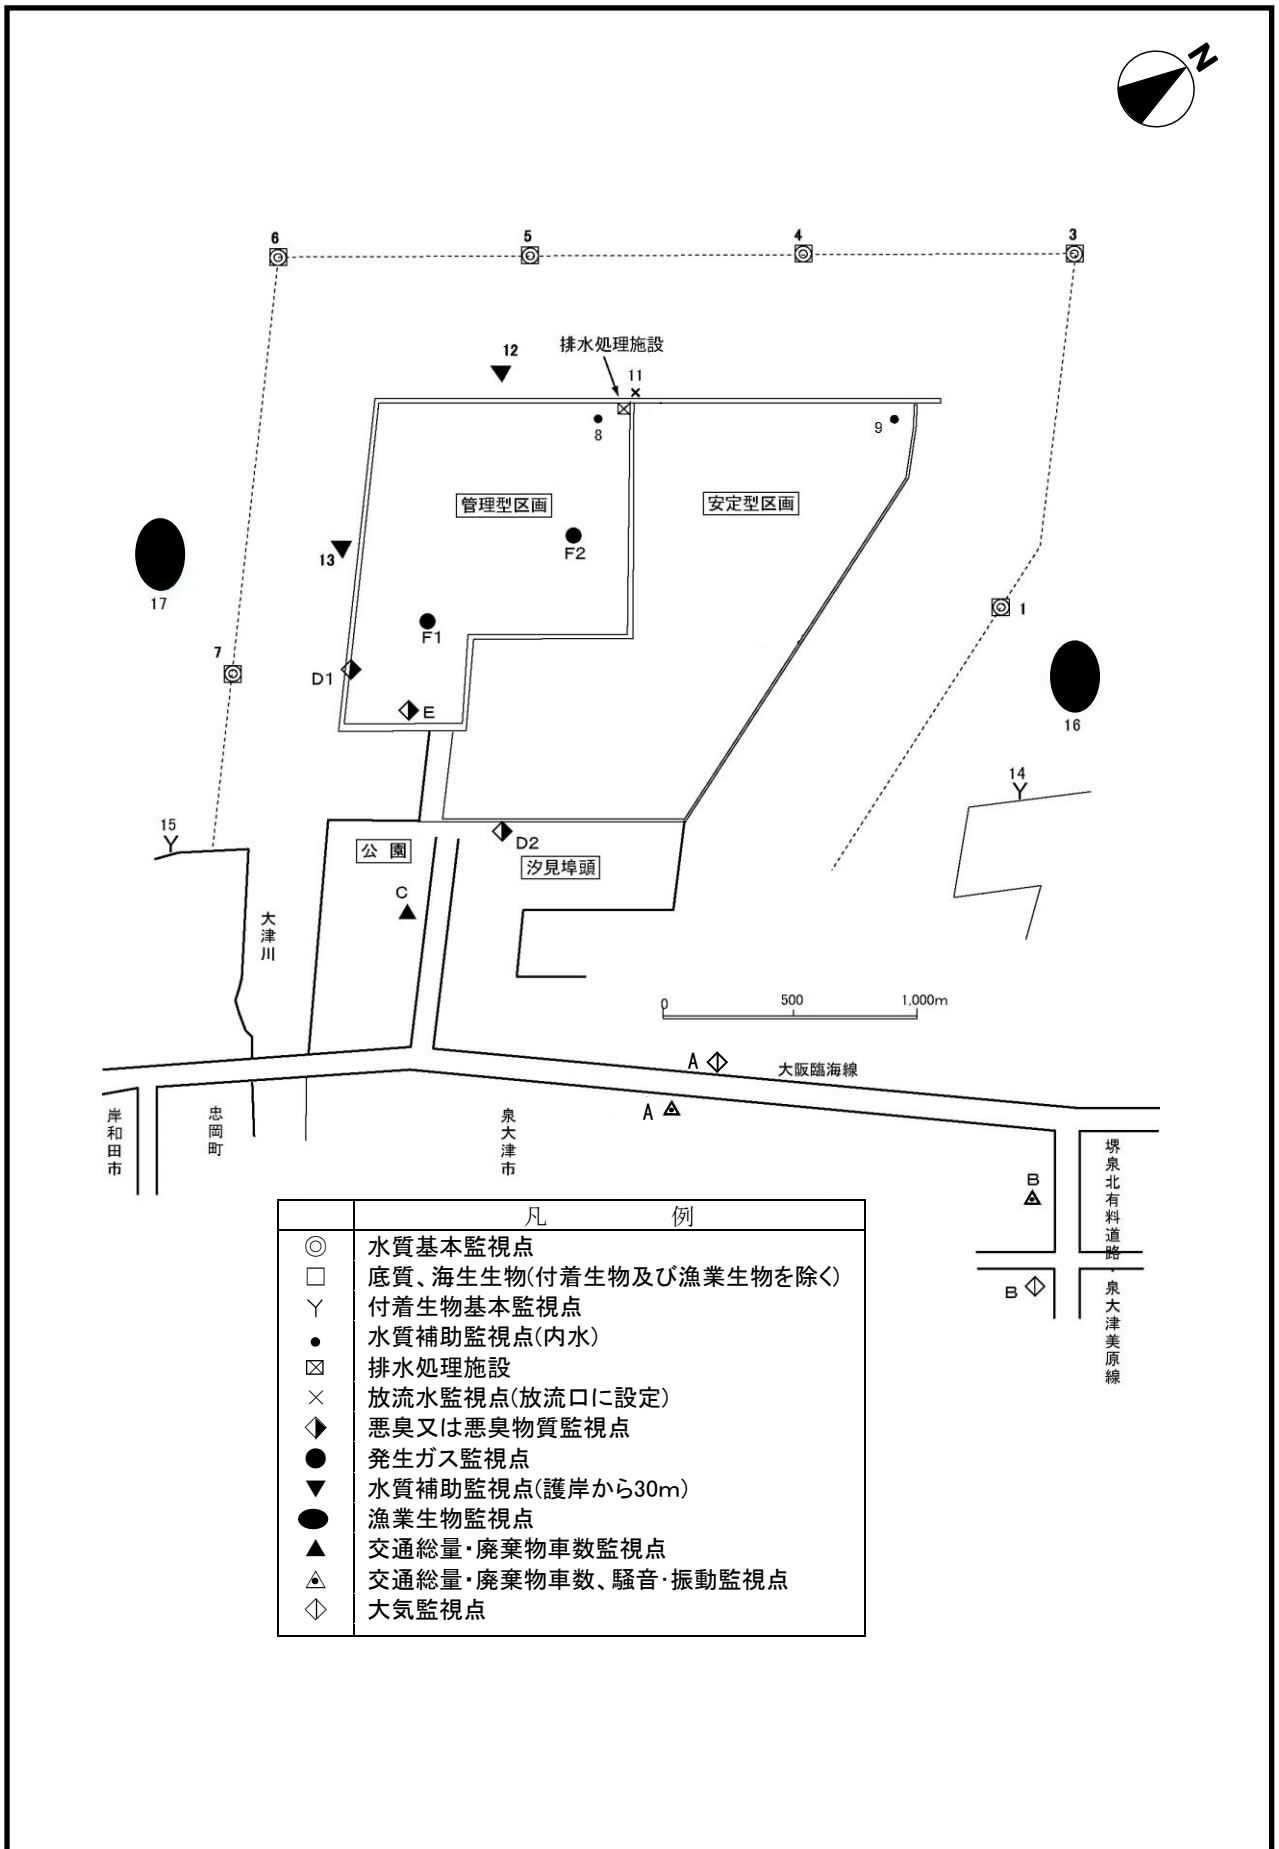 N
6
5
4
3
12
排水処理施設
11
8
9
管理型区画
安定型区画
F2
13
17
1
F1
7
D1
16
E
14
15
D2
公 園
汐見埠頭
C
大津川
0
500
1,000m
A
大阪臨海線
A
岸和田市
忠岡町
泉大津市
堺泉北有料道路・泉大津美原線
B
B
凡 例
◎ 水質基本監視点
□ 底質、海生生物(付着生物及び漁業生物を除く)
Y 付着生物基本監視点
● 水質補助監視点(内水)
⊠ 排水処理施設
× 放流水監視点(放流口に設定)
悪臭又は悪臭物質監視点
● 発生ガス監視点
▼ 水質補助監視点(護岸から30m)
漁業生物監視点
▲ 交通総量・廃棄物車数監視点
交通総量・廃棄物車数、騒音・振動監視点
大気監視点